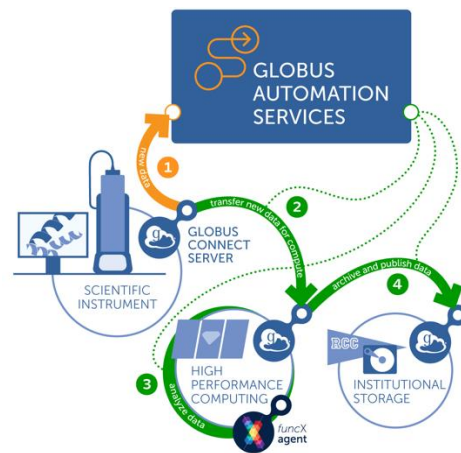 GLOBUS
AUTOMATION
SERVICES
new data
1
transfer new data for compute
2
g
GLOBUS
CONNECT
SERVER
SCIENTIFIC
INSTRUMENT
archive and publish data
4
g
HIGH
PERFORMANCE
COMPUTING
3
analyze data
funcX
agent
RCC
g
INSTITUTIONAL
STORAGE